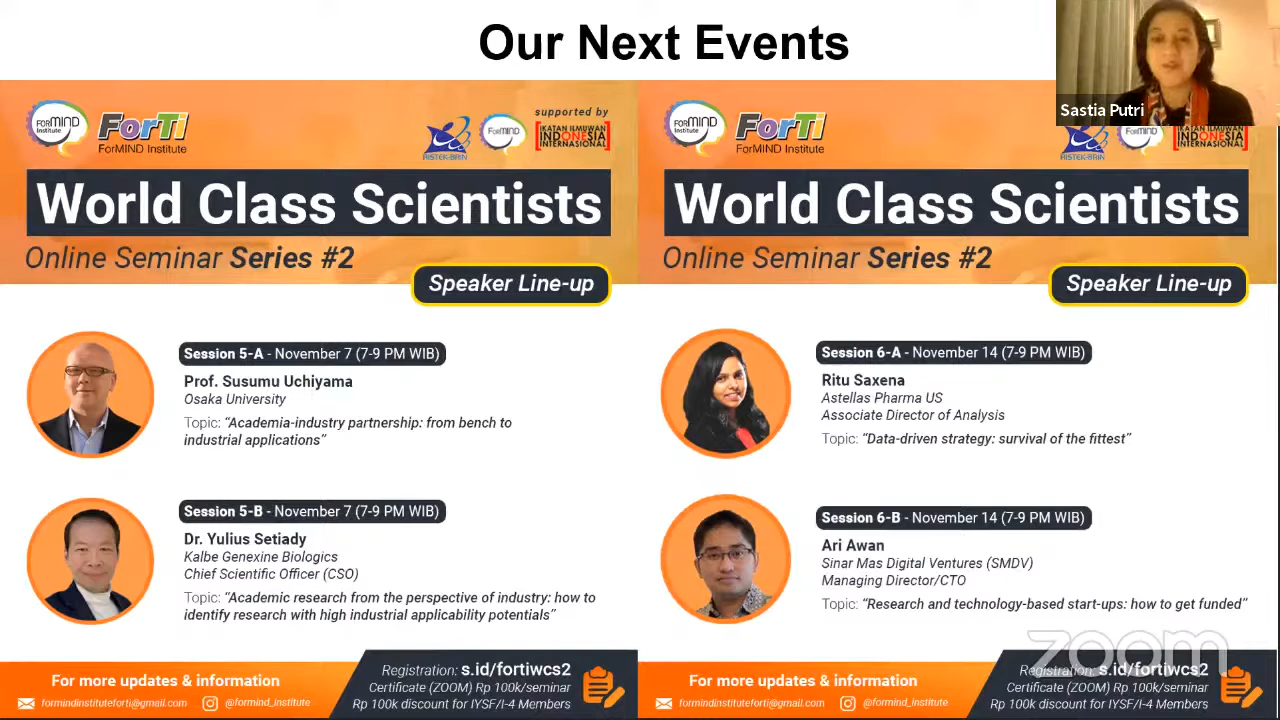 Our Next Events
Sastia Putri
ForMIND
Institute
ForTi
ForMIND Institute
supported by
RISTEK-BRIN
ForMIND
IKATAN ILMUWAN
INDONESIA
INTERNASIONAL
World Class Scientists
Online Seminar Series #2
Speaker Line-up
Session 5-A - November 7 (7-9 PM WIB)
Prof. Susumu Uchiyama
Osaka University
Topic: “Academia-industry partnership: from bench to
industrial applications”
Session 5-B - November 7 (7-9 PM WIB)
Dr. Yulius Setiady
Kalbe Genexine Biologics
Chief Scientific Officer (CSO)
Topic: “Academic research from the perspective of industry: how to
identify research with high industrial applicability potentials”
For more updates & information
formindinstituteforti@gmail.com
@formind_institute
Registration: s.id/fortiwcs2
Certificate (ZOOM) Rp 100k/seminar
Rp 100k discount for IYSF/I-4 Members
ForMIND
Institute
ForTi
ForMIND Institute
RISTEK-BRIN
ForMIND
INDONESIA
INTERNASIONAL
World Class Scientists
Online Seminar Series #2
Speaker Line-up
Session 6-A - November 14 (7-9 PM WIB)
Ritu Saxena
Astellas Pharma US
Associate Director of Analysis
Topic: “Data-driven strategy: survival of the fittest”
Session 6-B - November 14 (7-9 PM WIB)
Ari Awan
Sinar Mas Digital Ventures (SMDV)
Managing Director/CTO
Topic: “Research and technology-based start-ups: how to get funded”
zoom
For more updates & information
formindinstituteforti@gmail.com
@formind_institute
Registration: s.id/fortiwcs2
Certificate (ZOOM) Rp 100k/seminar
Rp 100k discount for IYSF/I-4 Members